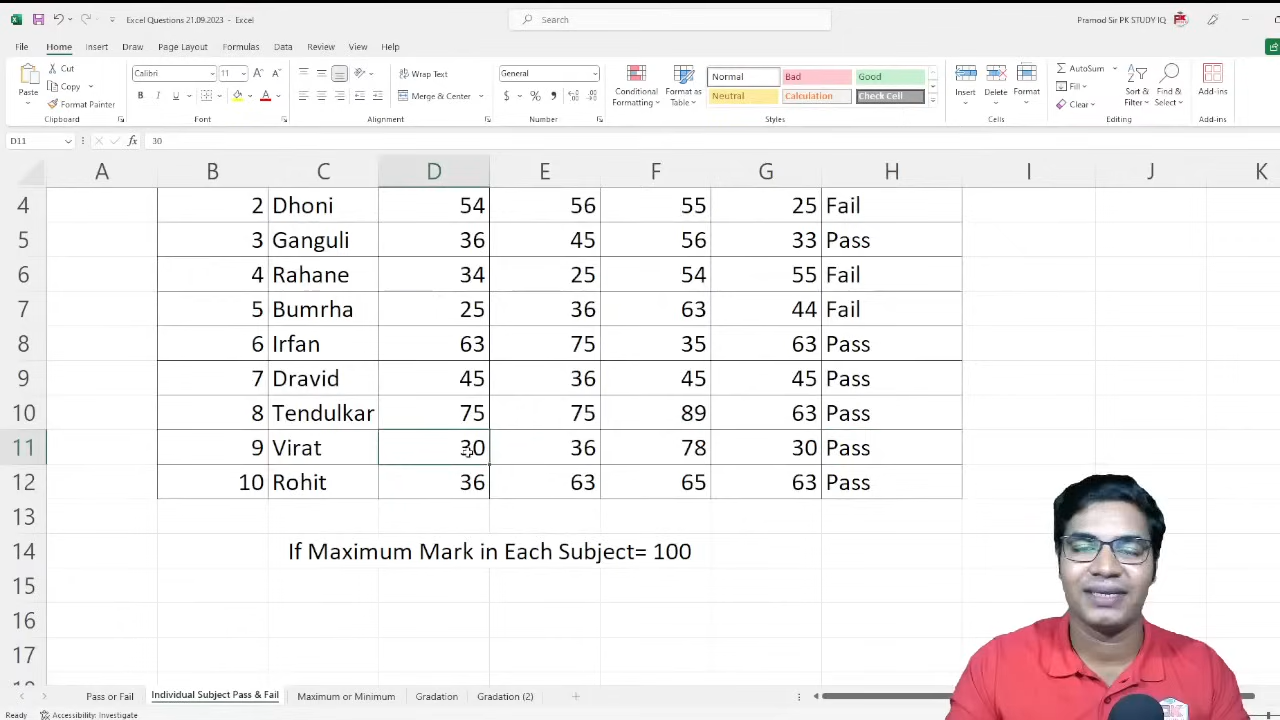 Excel Questions 21.09.2023 - Excel
Search
Pramod Sir PK STUDY IQ
File Home Insert Draw Page Layout Formulas Data Review View Help
Paste
Cut
Copy
Format Painter
Clipboard
Calibri 11
B I U
Font
Wrap Text
Merge & Center
Alignment
General
%
Number
Conditional Formatting
Format as Table
Normal Bad Good
Neutral Calculation Check Cell
Styles
Insert Delete Format
Cells
AutoSum
Fill
Clear
Sort & Filter
Find & Select
Editing
Add-ins
Add-ins
D11 fx 30
A B C D E F G H I J K
4 2 Dhoni 54 56 55 25 Fail
5 3 Ganguli 36 45 56 33 Pass
6 4 Rahane 34 25 54 55 Fail
7 5 Bumrha 25 36 63 44 Fail
8 6 Irfan 63 75 35 63 Pass
9 7 Dravid 45 36 45 45 Pass
10 8 Tendulkar 75 75 89 63 Pass
11 9 Virat 30 36 78 30 Pass
12 10 Rohit 36 63 65 63 Pass
13
14 If Maximum Mark in Each Subject= 100
15
16
17
Pass or Fail Individual Subject Pass & Fail Maximum or Minimum Gradation Gradation (2)
Ready Accessibility: Investigate